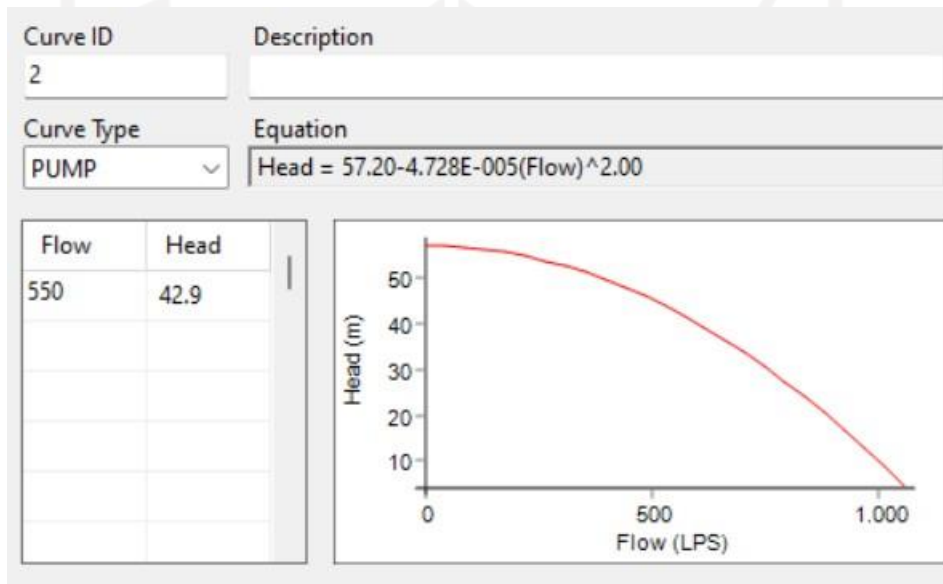 Curve ID
Description
2
Curve Type
Equation
PUMP
Head = 57.20-4.728E-005(Flow)^2.00
Flow Head
550 42.9
Head (m)
50
40
30
20
10
0 500 1.000
Flow (LPS)